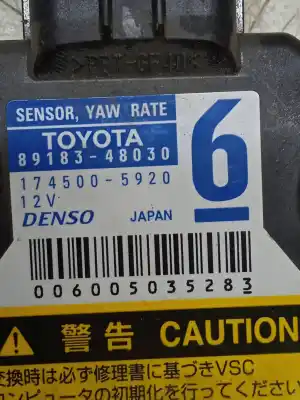 >PBT-GF40<
SENSOR, YAW RATE
TOYOTA
89183-48030
174500-5920
12V
DENSO
JAPAN
6
006005035283
警告 CAUTION
交換時は必ず修理書に基づきVSC
コンピュータの初期化を行ってください